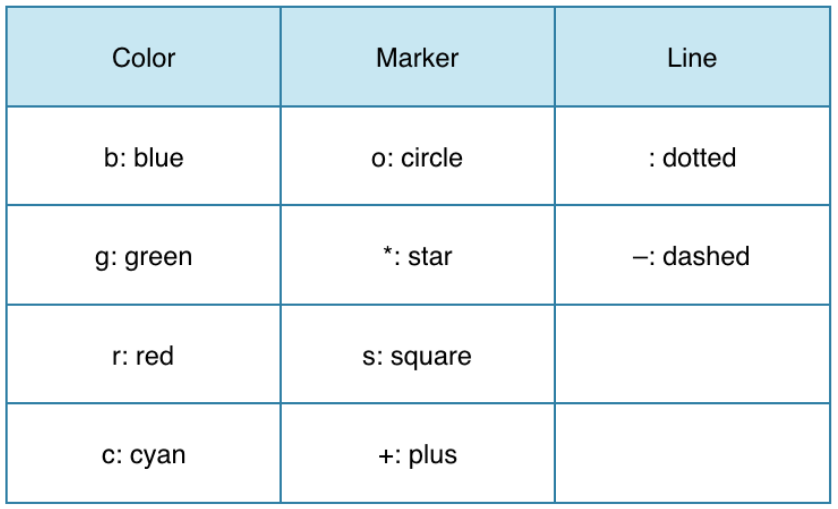 Color Marker Line
b: blue o: circle : dotted
g: green *: star –: dashed
r: red s: square
c: cyan +: plus